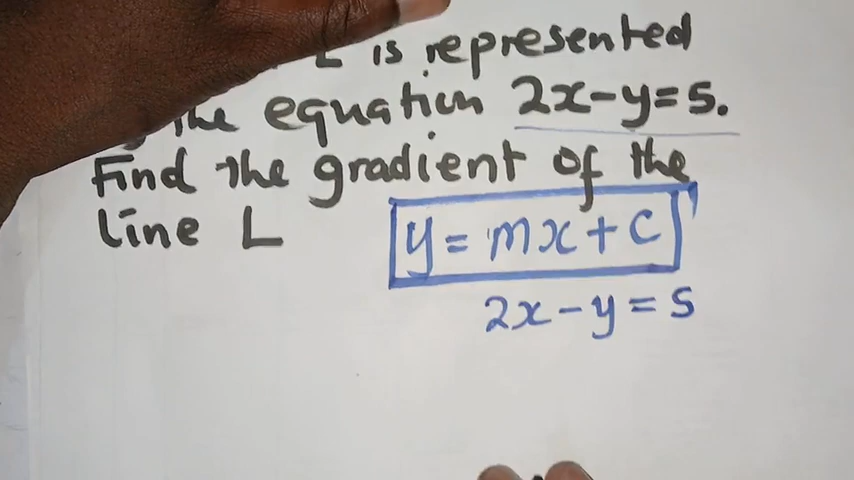 L is represented
the equation 2x-y=5.
Find the gradient of the
line L
y = mx + c
2x - y = 5